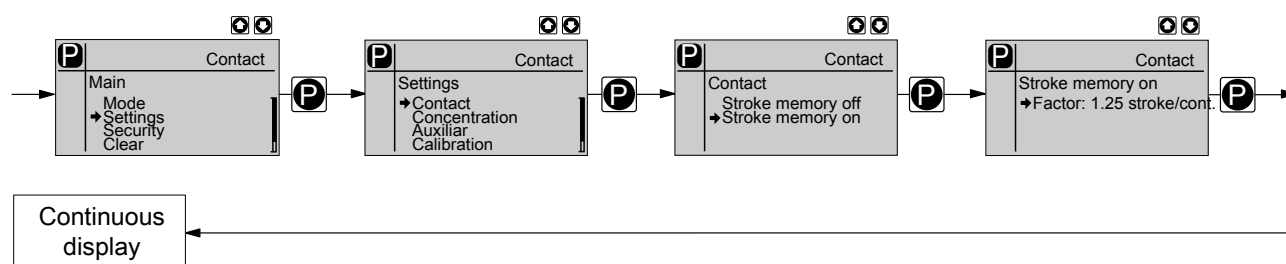 P
Contact
Main
Mode
Settings
Security
Clear
P
P
Contact
Settings
Contact
Concentration
Auxiliar
Calibration
P
P
Contact
Contact
Stroke memory off
Stroke memory on
P
P
Contact
Stroke memory on
Factor: 1.25 stroke/cont.
P
Continuous
display